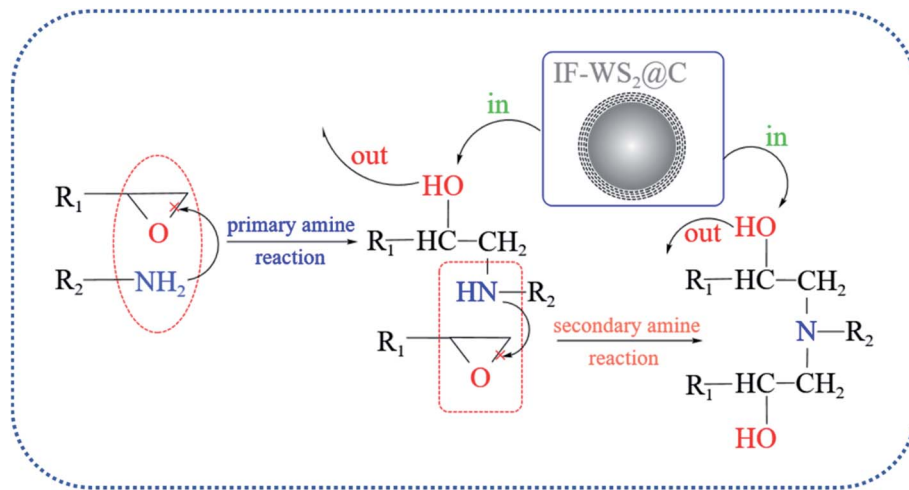 IF-WS₂@C
in
in
out
HO
R₁
O
primary amine
reaction
R₂ NH₂
R₁ HC CH₂
HN R₂
R₁
O
secondary amine
reaction
out
HO
R₁ HC CH₂
N R₂
R₁ HC CH₂
HO